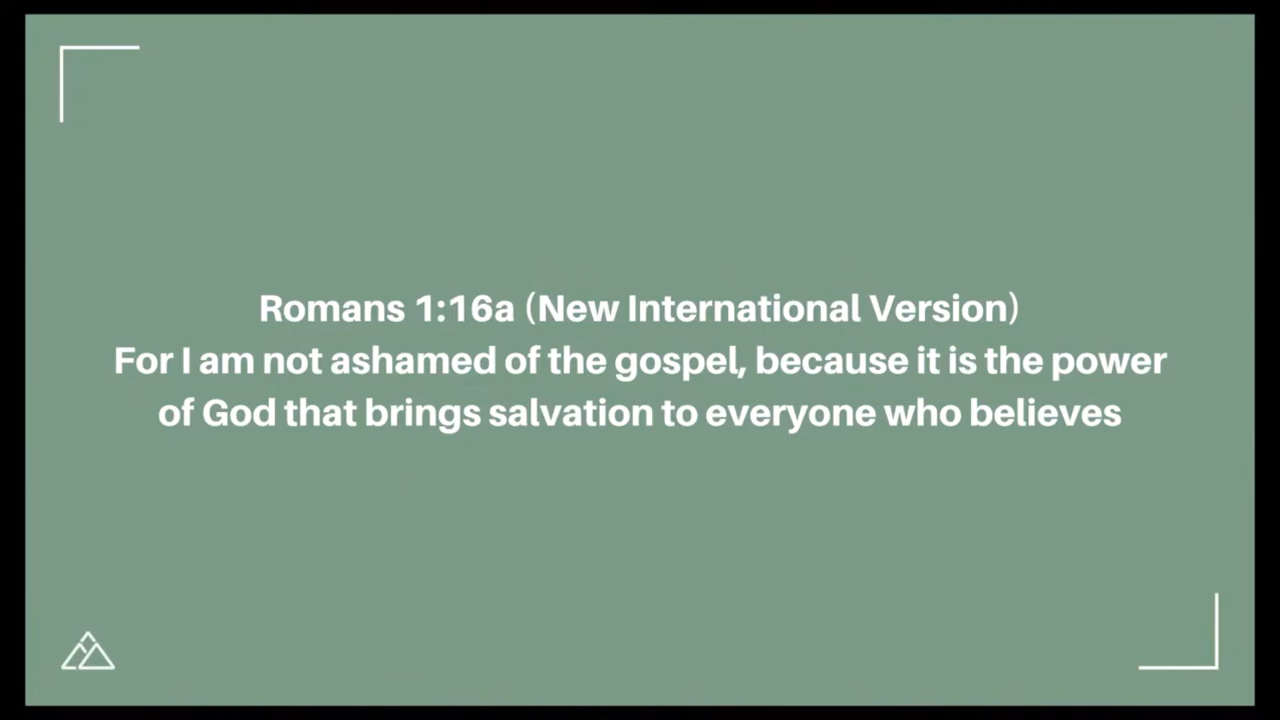 Romans 1:16a (New International Version)
For I am not ashamed of the gospel, because it is the power
of God that brings salvation to everyone who believes